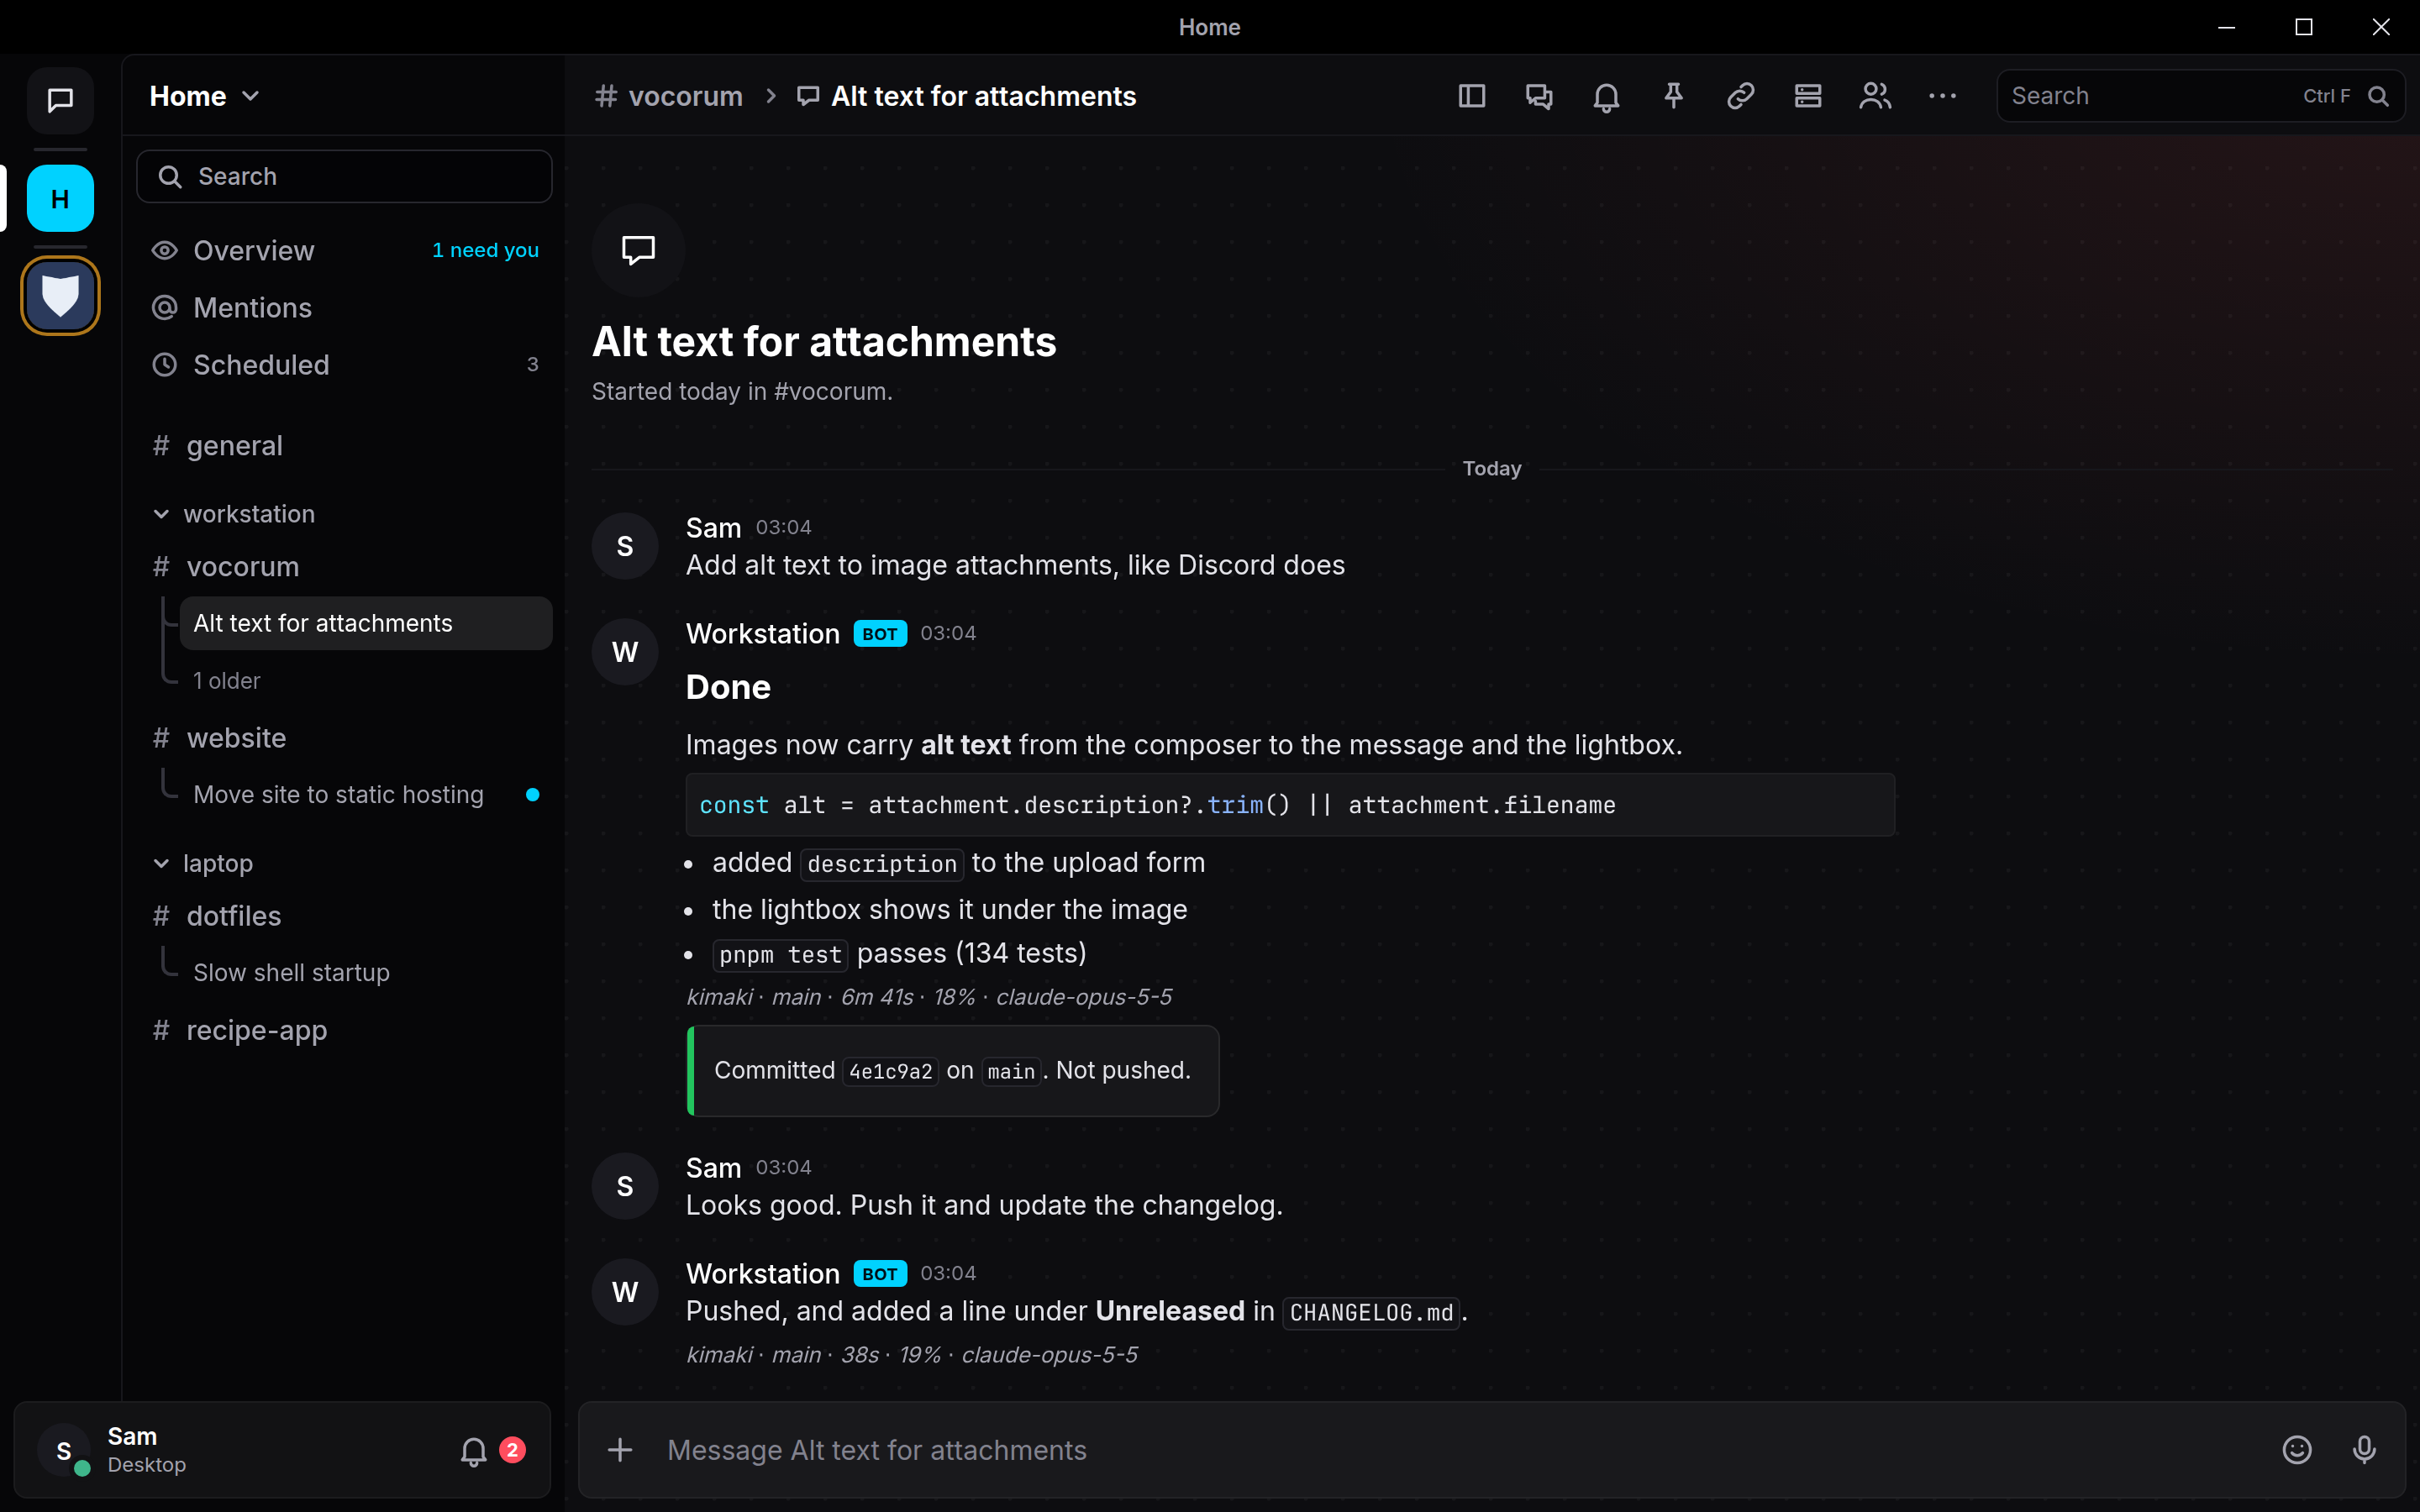 Home
Home
# vocorum > Alt text for attachments
Search Ctrl F
H
Search
Overview 1 need you
Mentions
Scheduled 3
# general
workstation
# vocorum
Alt text for attachments
1 older
# website
Move site to static hosting
laptop
# dotfiles
Slow shell startup
# recipe-app
S
Sam
Desktop
2
Alt text for attachments
Started today in #vocorum.
Today
S
Sam 03:04
Add alt text to image attachments, like Discord does
W
Workstation BOT 03:04
Done
Images now carry alt text from the composer to the message and the lightbox.
const alt = attachment.description?.trim() || attachment.filename
• added description to the upload form
• the lightbox shows it under the image
• pnpm test passes (134 tests)
kimaki · main · 6m 41s · 18% · claude-opus-5-5
Committed 4e1c9a2 on main. Not pushed.
S
Sam 03:04
Looks good. Push it and update the changelog.
W
Workstation BOT 03:04
Pushed, and added a line under Unreleased in CHANGELOG.md.
kimaki · main · 38s · 19% · claude-opus-5-5
Message Alt text for attachments